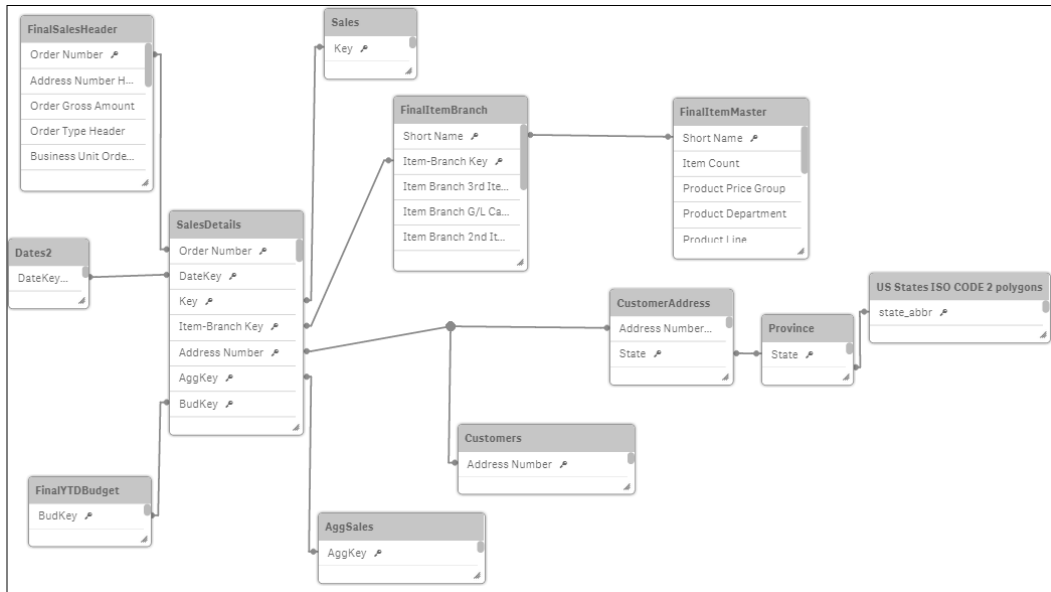 FinalSalesHeader
Order Number
Address Number H...
Order Gross Amount
Order Type Header
Business Unit Orde...
Sales
Key
FinalItemBranch
Short Name
Item-Branch Key
Item Branch 3rd Ite...
Item Branch G/L Ca...
Item Branch 2nd It...
FinalItemMaster
Short Name
Item Count
Product Price Group
Product Department
Product Line
Dates2
DateKey...
SalesDetails
Order Number
DateKey
Key
Item-Branch Key
Address Number
AggKey
BudKey
CustomerAddress
Address Number...
State
Province
State
US States ISO CODE 2 polygons
state_abbr
Customers
Address Number
FinalYTDBudget
BudKey
AggSales
AggKey